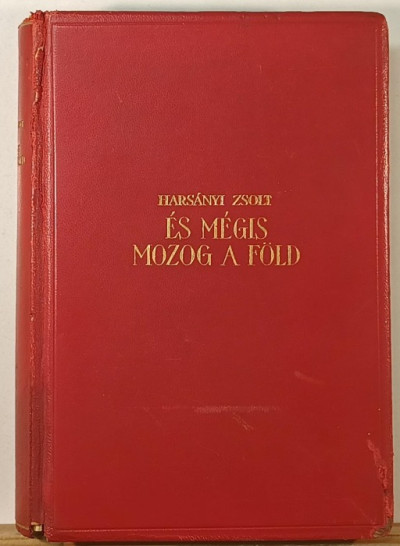 HARSÁNYI ZSOLT
ÉS MÉGIS
MOZOG A FÖLD